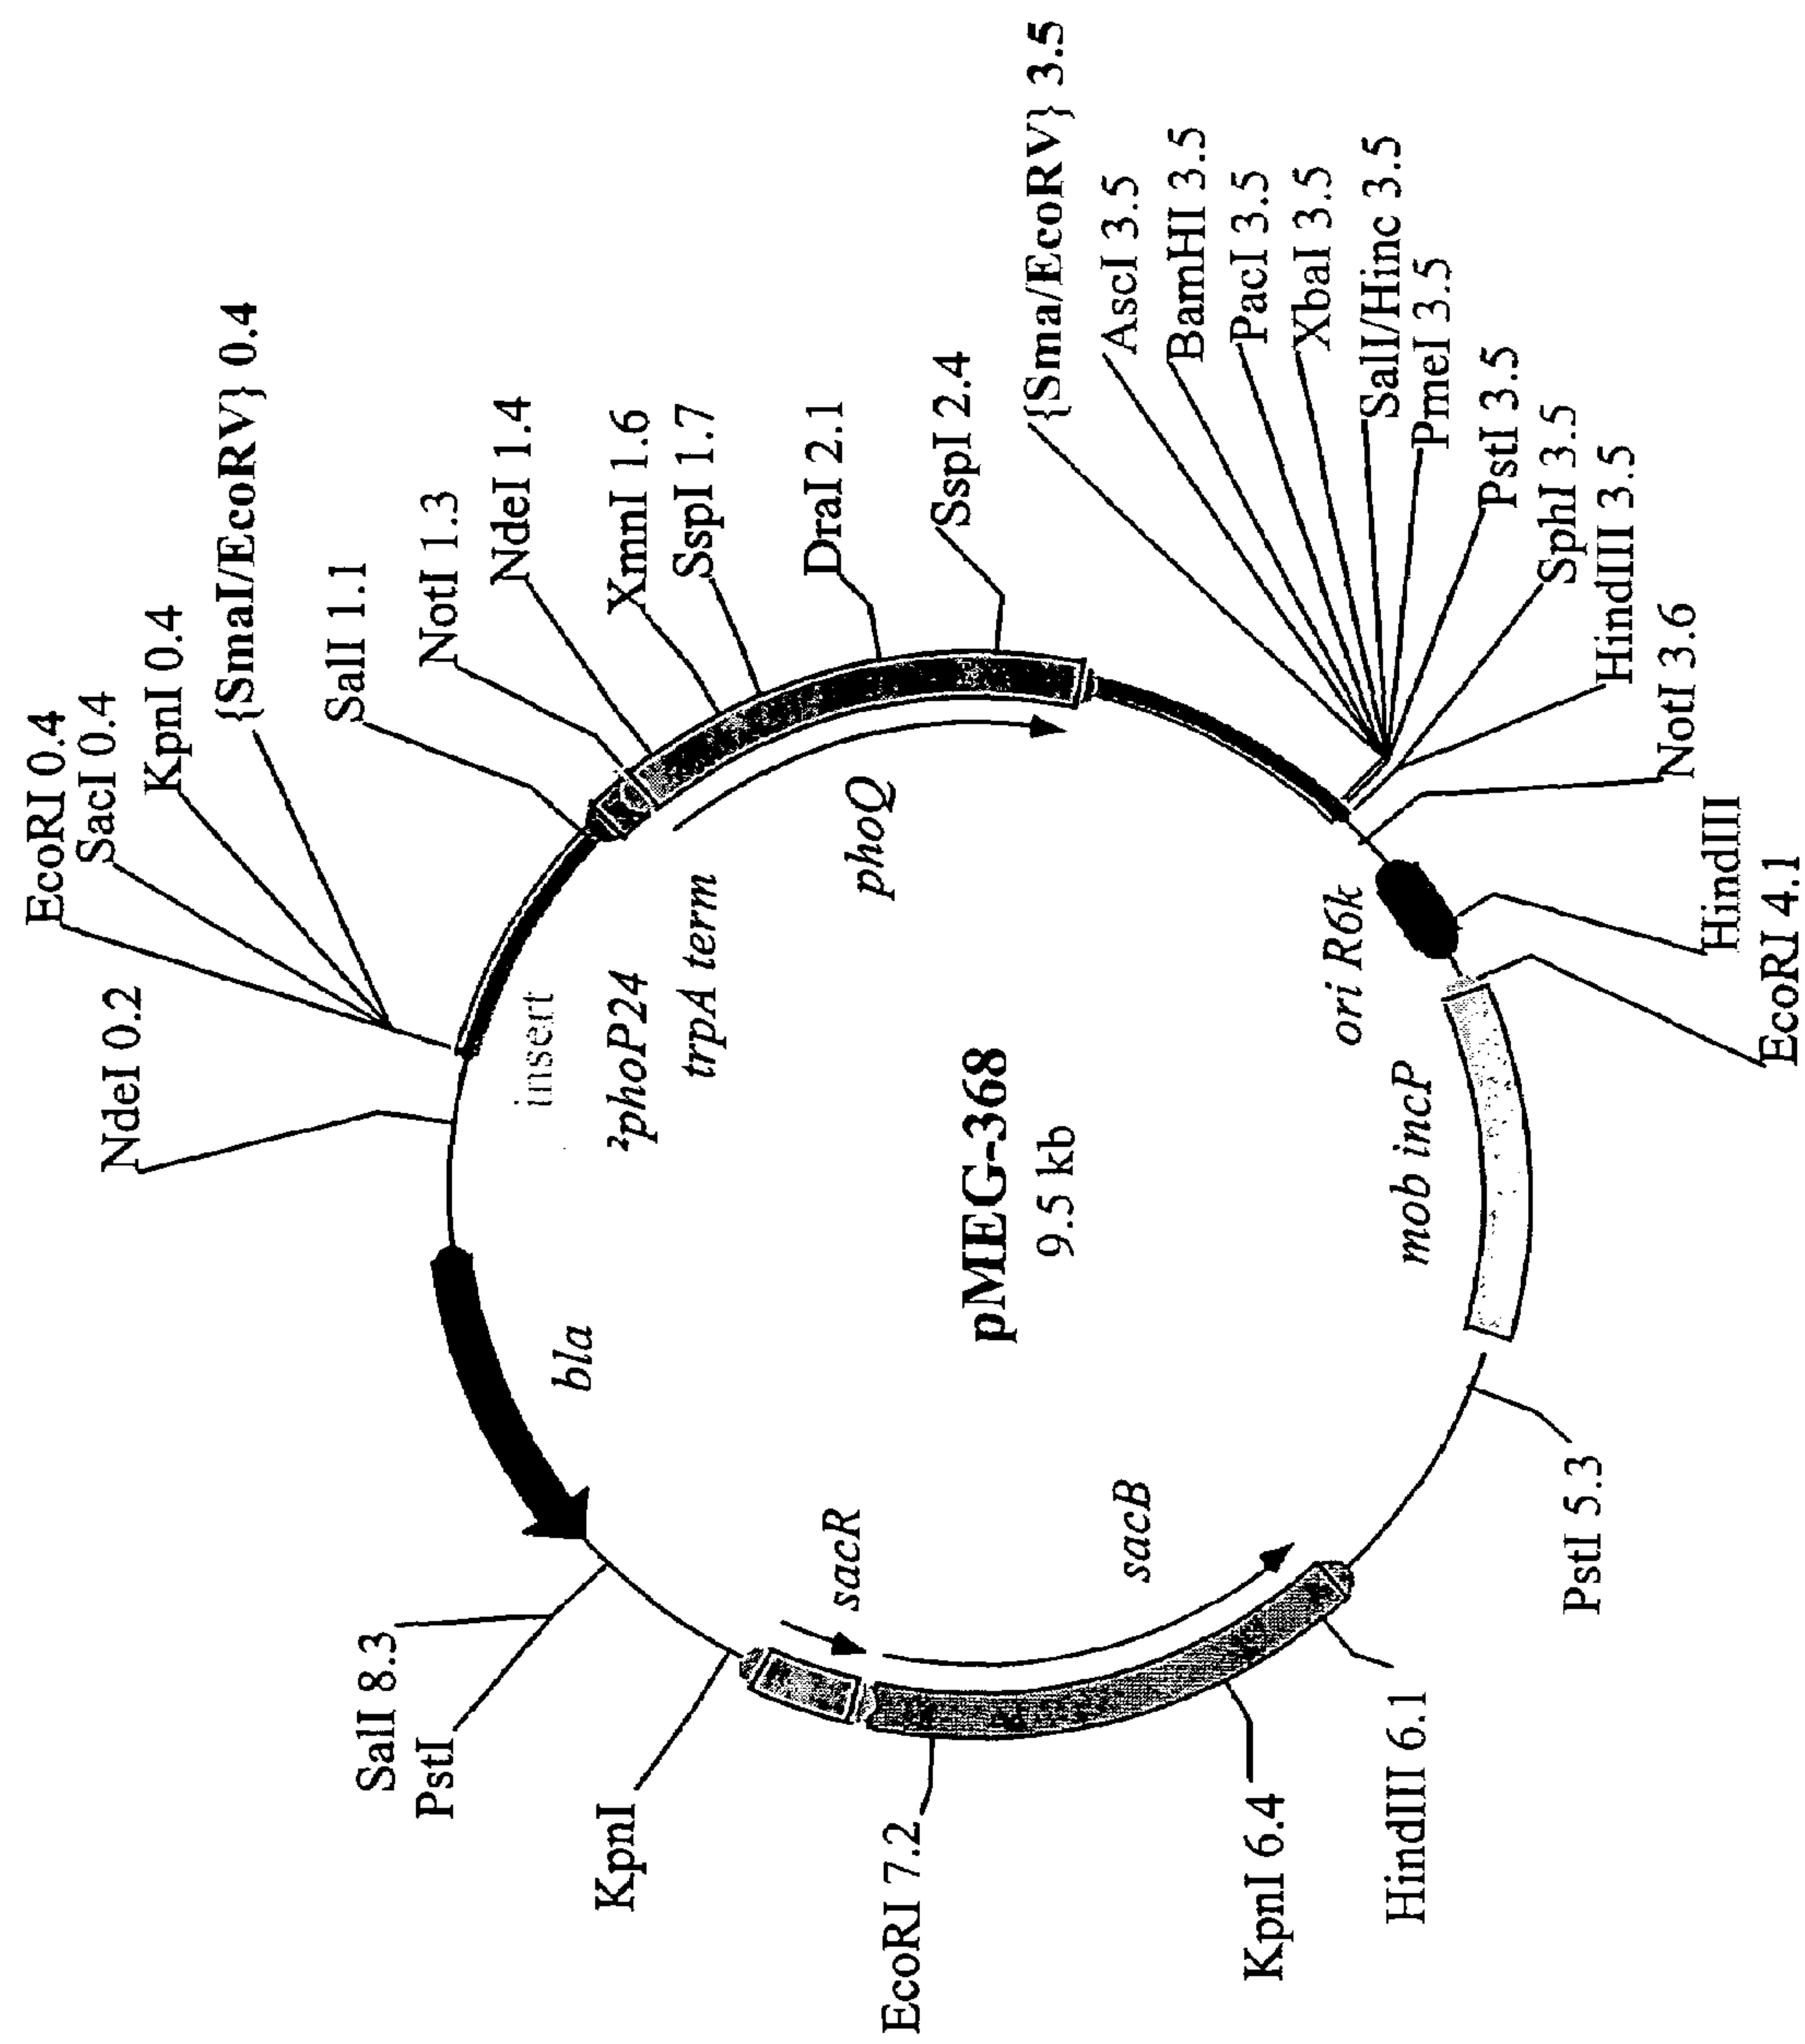 NdeI 0.2
EcoRI 0.4
SacI 0.4
KpnI 0.4
{SmaI/EcoRV} 0.4
SalI 1.1
NotI 1.3
NdeI 1.4
XmnI 1.6
SspI 1.7
DraI 2.1
SspI 2.4
{Sma/EcoRV} 3.5
AscI 3.5
BamHI 3.5
PacI 3.5
XbaI 3.5
SalI/Hinc 3.5
PmeI 3.5
PstI 3.5
SphI 3.5
HindIII 3.5
NotI 3.6
HindIII
EcoRI 4.1
PstI 5.3
HindIII 6.1
KpnI 6.4
EcoRI 7.2
KpnI
PstI
SalI 8.3
insert
²phoP24
trpA term
phoQ
ori R6k
mob incP
sacB
sacR
bla
pMEG-368
9.5 kb